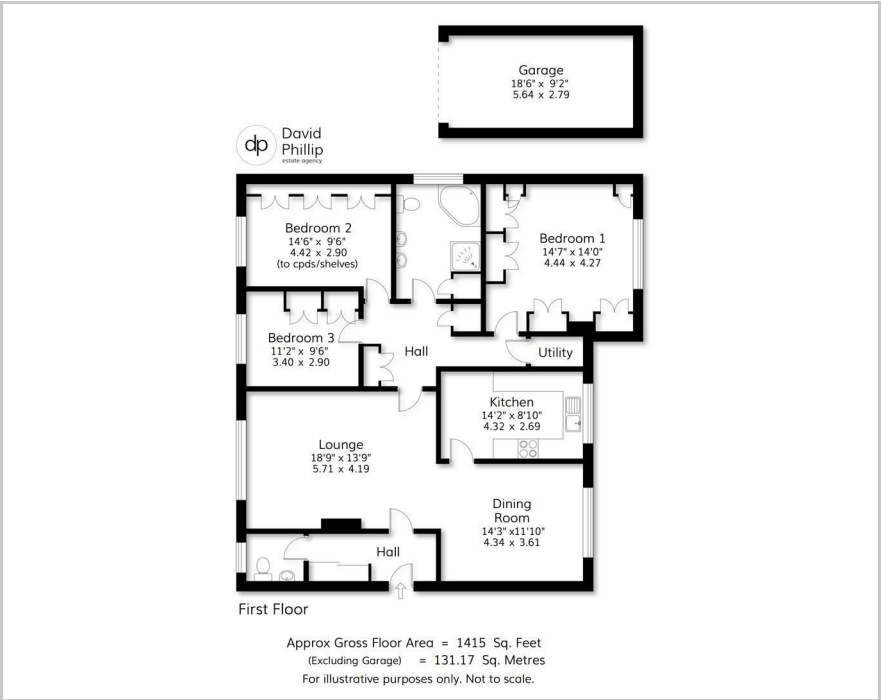 Garage
18'6" x 9'2"
5.64 x 2.79
dp
David
Phillip
estate agency
Bedroom 2
14'6" x 9'6"
4.42 x 2.90
(to cpds/shelves)
Bedroom 1
14'7" x 14'0"
4.44 x 4.27
Bedroom 3
11'2" x 9'6"
3.40 x 2.90
Hall
Utility
Kitchen
14'2" x 8'10"
4.32 x 2.69
Lounge
18'9" x 13'9"
5.71 x 4.19
Dining
Room
14'3" x11'10"
4.34 x 3.61
Hall
First Floor
Approx Gross Floor Area = 1415 Sq. Feet
(Excluding Garage) = 131.17 Sq. Metres
For illustrative purposes only. Not to scale.